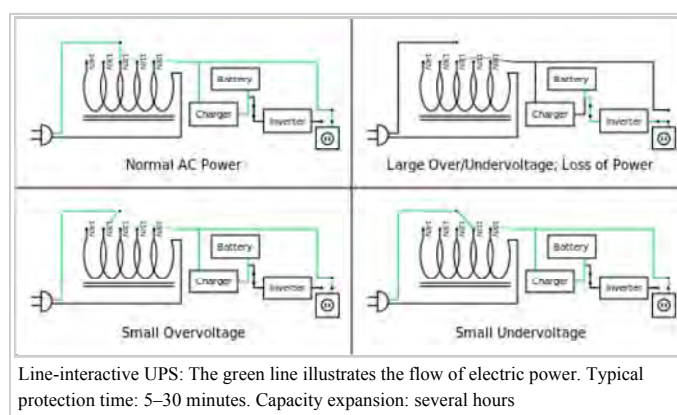 Battery
Charger
Inverter
Normal AC Power
Battery
Charger
Inverter
Large Over/Undervoltage; Loss of Power
Battery
Charger
Inverter
Small Overvoltage
Battery
Charger
Inverter
Small Undervoltage
Line-interactive UPS: The green line illustrates the flow of electric power. Typical
protection time: 5–30 minutes. Capacity expansion: several hours